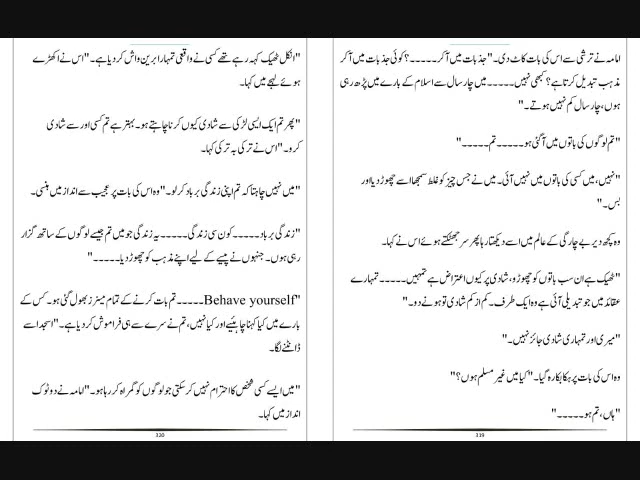 امامہ نے ترشی سے اس کی بات کاٹ دی۔ "جذبات میں آکر۔۔۔۔۔؟ کوئی جذبات میں آکر
مذہب تبدیل کرتا ہے؟ کبھی نہیں۔۔۔۔۔ میں چار سال سے اسلام کے بارے میں پڑھ رہی
ہوں، چار سال کم نہیں ہوتے۔"
"تم لوگوں کی باتوں میں آگئی ہو۔۔۔۔۔ تم۔۔۔۔۔"
"نہیں، میں کسی کی باتوں میں نہیں آئی۔ میں نے جس چیز کو غلط سمجھا اسے چھوڑ دیا اور
بس۔"
وہ کچھ دیر بے چارگی کے عالم میں اسے دیکھتا رہا پھر سر جھٹکتے ہوئے اس نے کہا۔
"ٹھیک ہے ان سب باتوں کو چھوڑو، شادی پر کیوں اعتراض ہے تمہیں۔۔۔۔۔ تمہارے
عقائد میں جو تبدیلی آئی ہے وہ ایک طرف۔ کم از کم شادی تو ہونے دو۔"
"میری اور تمہاری شادی جائز نہیں۔"
وہ اس کی بات پر ہکا بکا رہ گیا۔ "کیا میں غیر مسلم ہوں؟"
"ہاں، تم ہو۔۔۔۔۔"
319
"انکل ٹھیک کہہ رہے تھے کسی نے واقعی تمہارا برین واش کر دیا ہے۔" اس نے اکھڑے
ہوئے لہجے میں کہا۔
"پھر تم ایک ایسی لڑکی سے شادی کیوں کرنا چاہتے ہو۔ بہتر ہے تم کسی اور سے شادی
کرو۔" اس نے ترکی بہ ترکی کہا۔
"میں نہیں چاہتا کہ تم اپنی زندگی برباد کر لو۔" وہ اس کی بات پر عجیب سے انداز میں ہنسی۔
"زندگی برباد۔۔۔۔۔ کون سی زندگی۔۔۔۔۔ یہ زندگی جو میں تم جیسے لوگوں کے ساتھ گزار
رہی ہوں۔ جنہوں نے پیسے کے لیے اپنے مذہب کو چھوڑ دیا۔۔۔۔۔"
"Behave yourself۔۔۔۔۔ تم بات کرنے کے تمام مینرز بھول گئی ہو۔ کس کے
بارے میں کیا کہنا چاہئیے اور کیا نہیں، تم نے سرے سے ہی فراموش کر دیا ہے۔" اسجد اسے
ڈانٹنے لگا۔
"میں ایسے کسی شخص کا احترام نہیں کر سکتی جو لوگوں کو گمراہ کر رہا ہو۔" امامہ نے دو ٹوک
انداز میں کہا۔
320